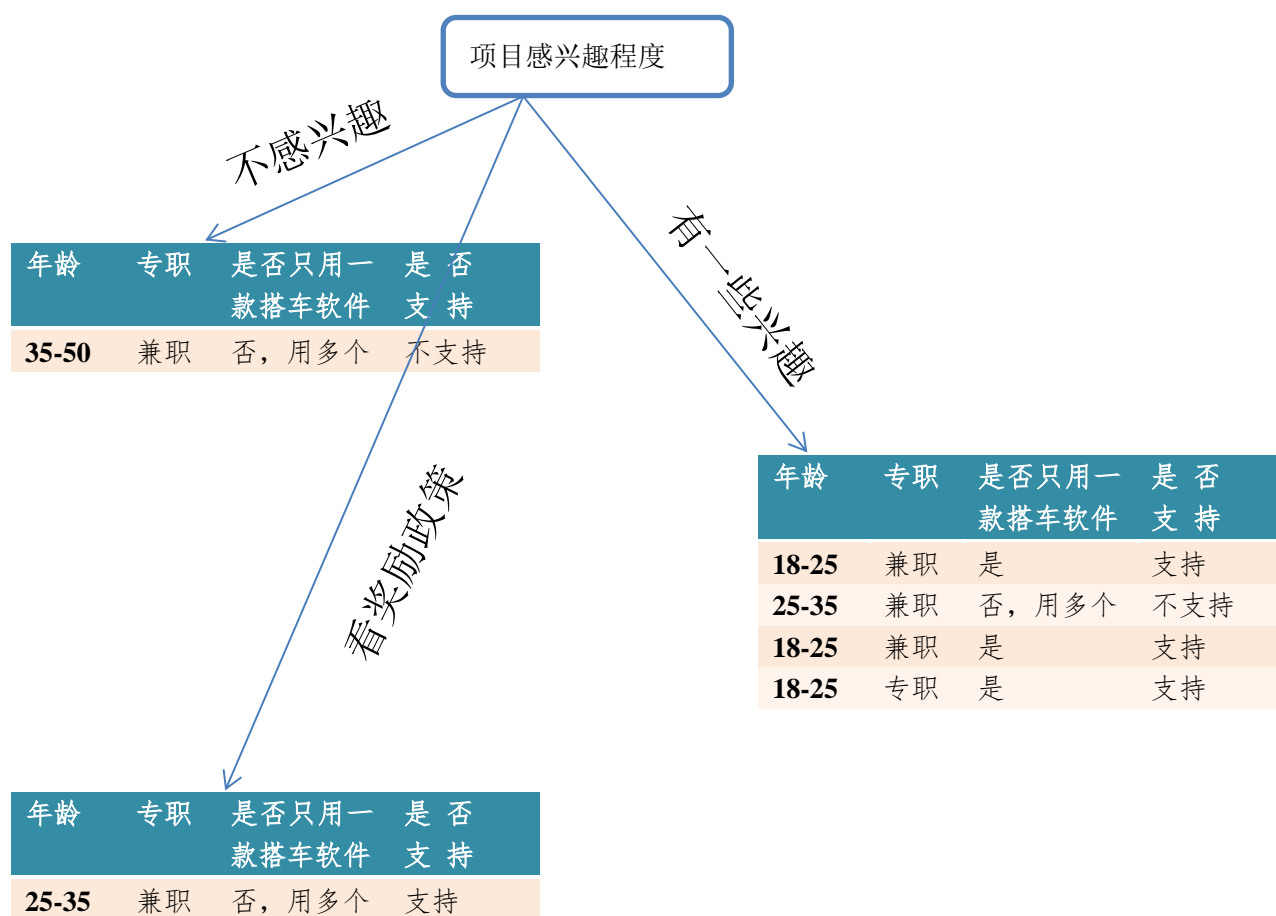 项目感兴趣程度
不感兴趣
有一些兴趣
看奖励政策
年龄 专职 是否只用一 是 否
款搭车软件 支 持
35-50 兼职 否，用多个 不支持
年龄 专职 是否只用一 是 否
款搭车软件 支 持
18-25 兼职 是 支持
25-35 兼职 否，用多个 不支持
18-25 兼职 是 支持
18-25 专职 是 支持
年龄 专职 是否只用一 是 否
款搭车软件 支 持
25-35 兼职 否，用多个 支持